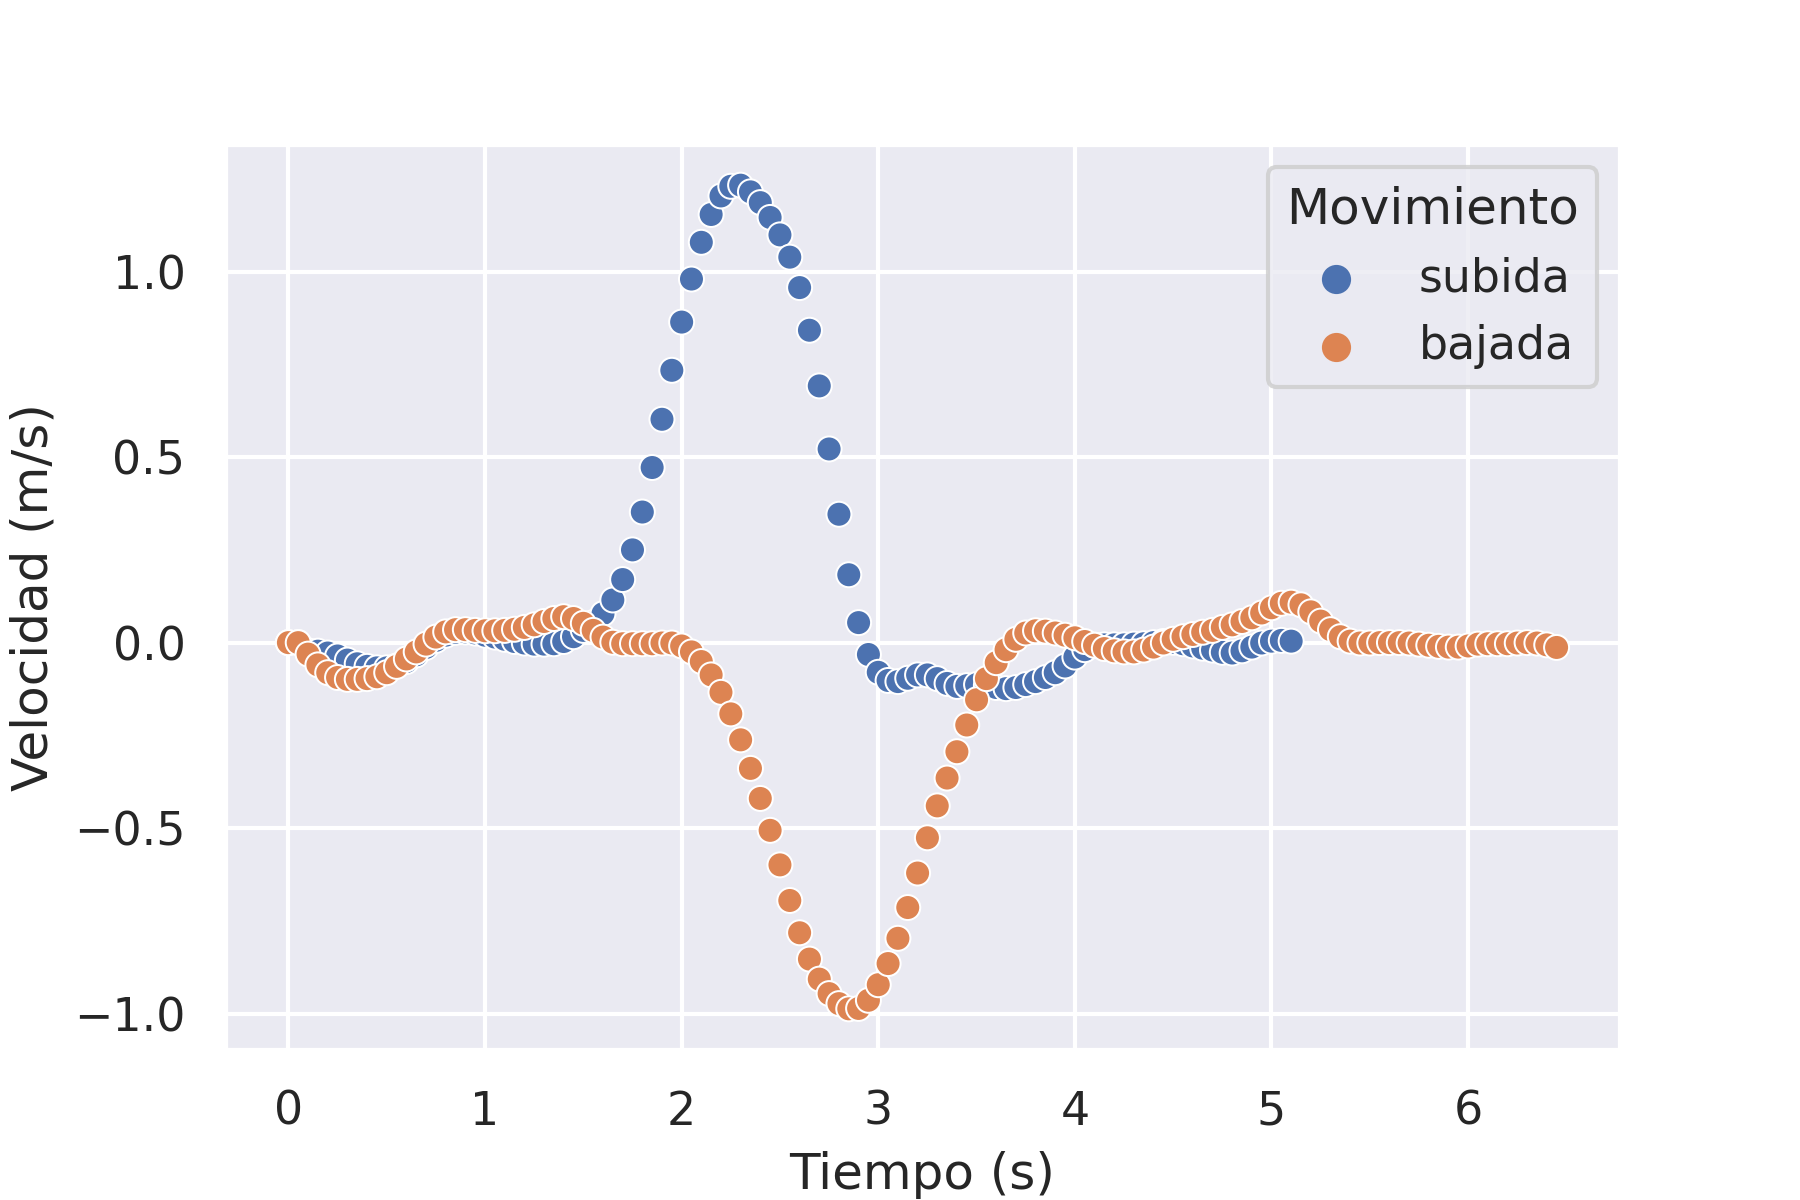 Movimiento
subida
bajada
1.0
0.5
0.0
−0.5
−1.0
Velocidad (m/s)
0 1 2 3 4 5 6
Tiempo (s)